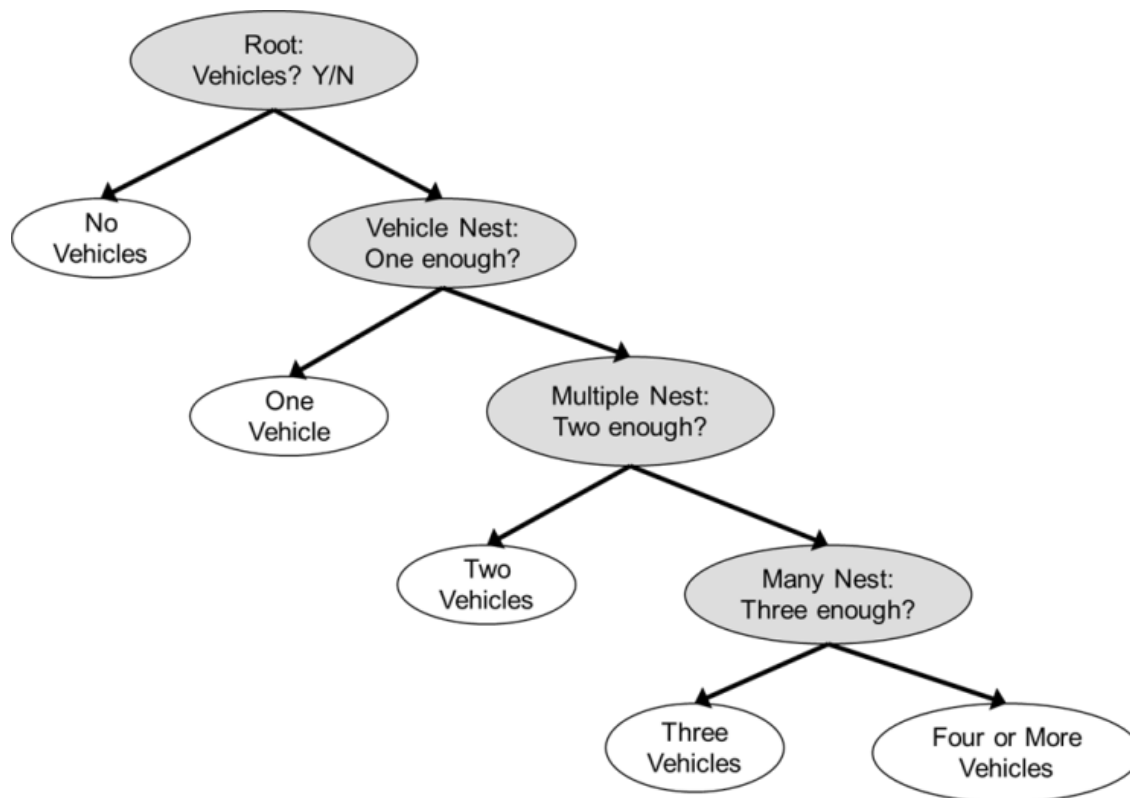 Root:
Vehicles? Y/N
No
Vehicles
Vehicle Nest:
One enough?
One
Vehicle
Multiple Nest:
Two enough?
Two
Vehicles
Many Nest:
Three enough?
Three
Vehicles
Four or More
Vehicles